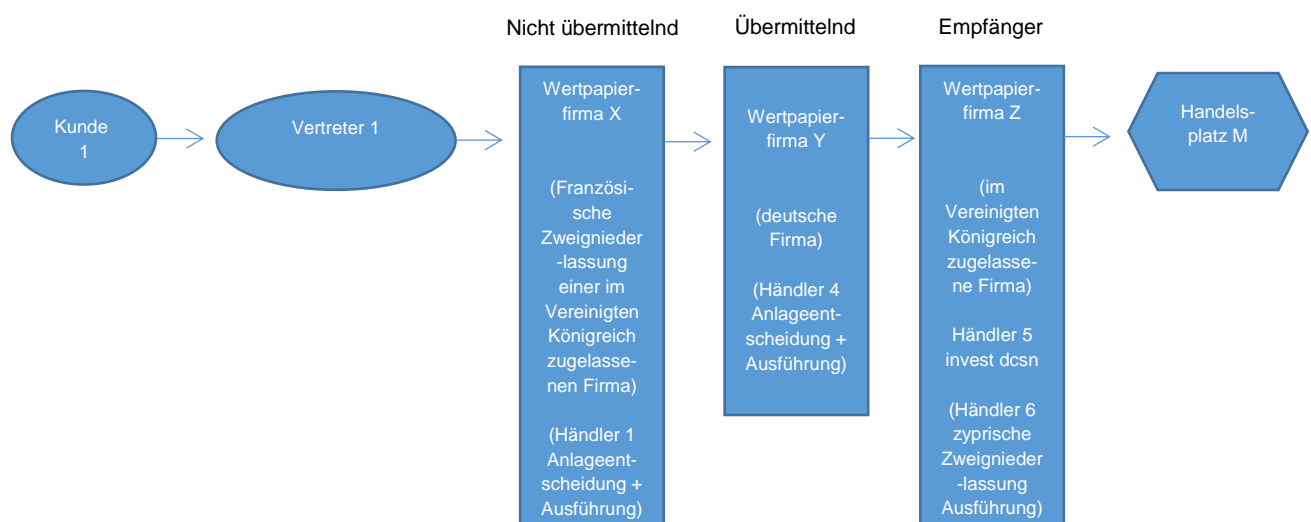 Nicht übermittelnd
Übermittelnd
Empfänger
Kunde
1
Vertreter 1
Wertpapier-
firma X
(Französi-
sche
Zweignieder
-lassung
einer im
Vereinigten
Königreich
zugelasse-
nen Firma)
(Händler 1
Anlageent-
scheidung +
Ausführung)
Wertpapier-
firma Y
(deutsche
Firma)
(Händler 4
Anlageent-
scheidung +
Ausführung)
Wertpapier-
firma Z
(im
Vereinigten
Königreich
zugelasse-
ne Firma)
Händler 5
invest dcsn
(Händler 6
zyprische
Zweignieder
-lassung
Ausführung)
Handels-
platz M